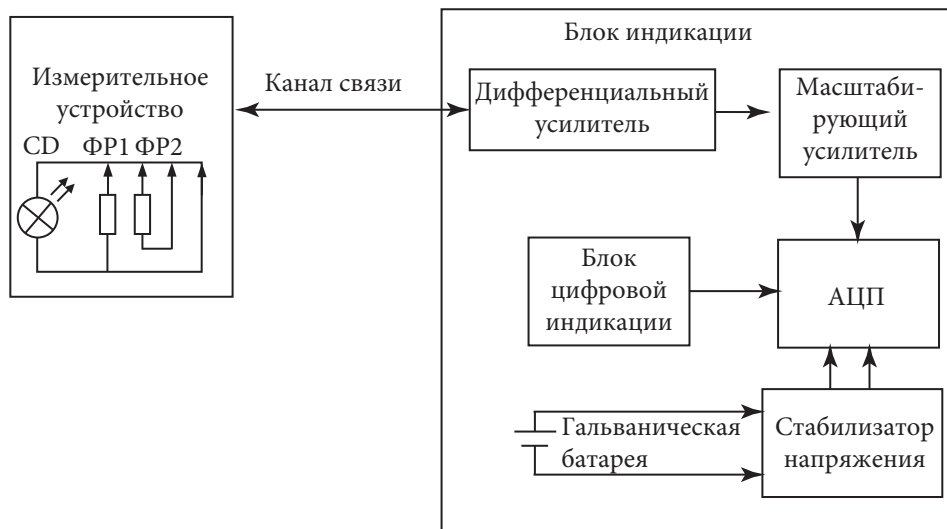 Измерительное
устройство
CD ФР1 ФР2
Канал связи
Блок индикации
Дифференциальный
усилитель
Масштаби-
рующий
усилитель
Блок
цифровой
индикации
АЦП
Гальваническая
батарея
Стабилизатор
напряжения